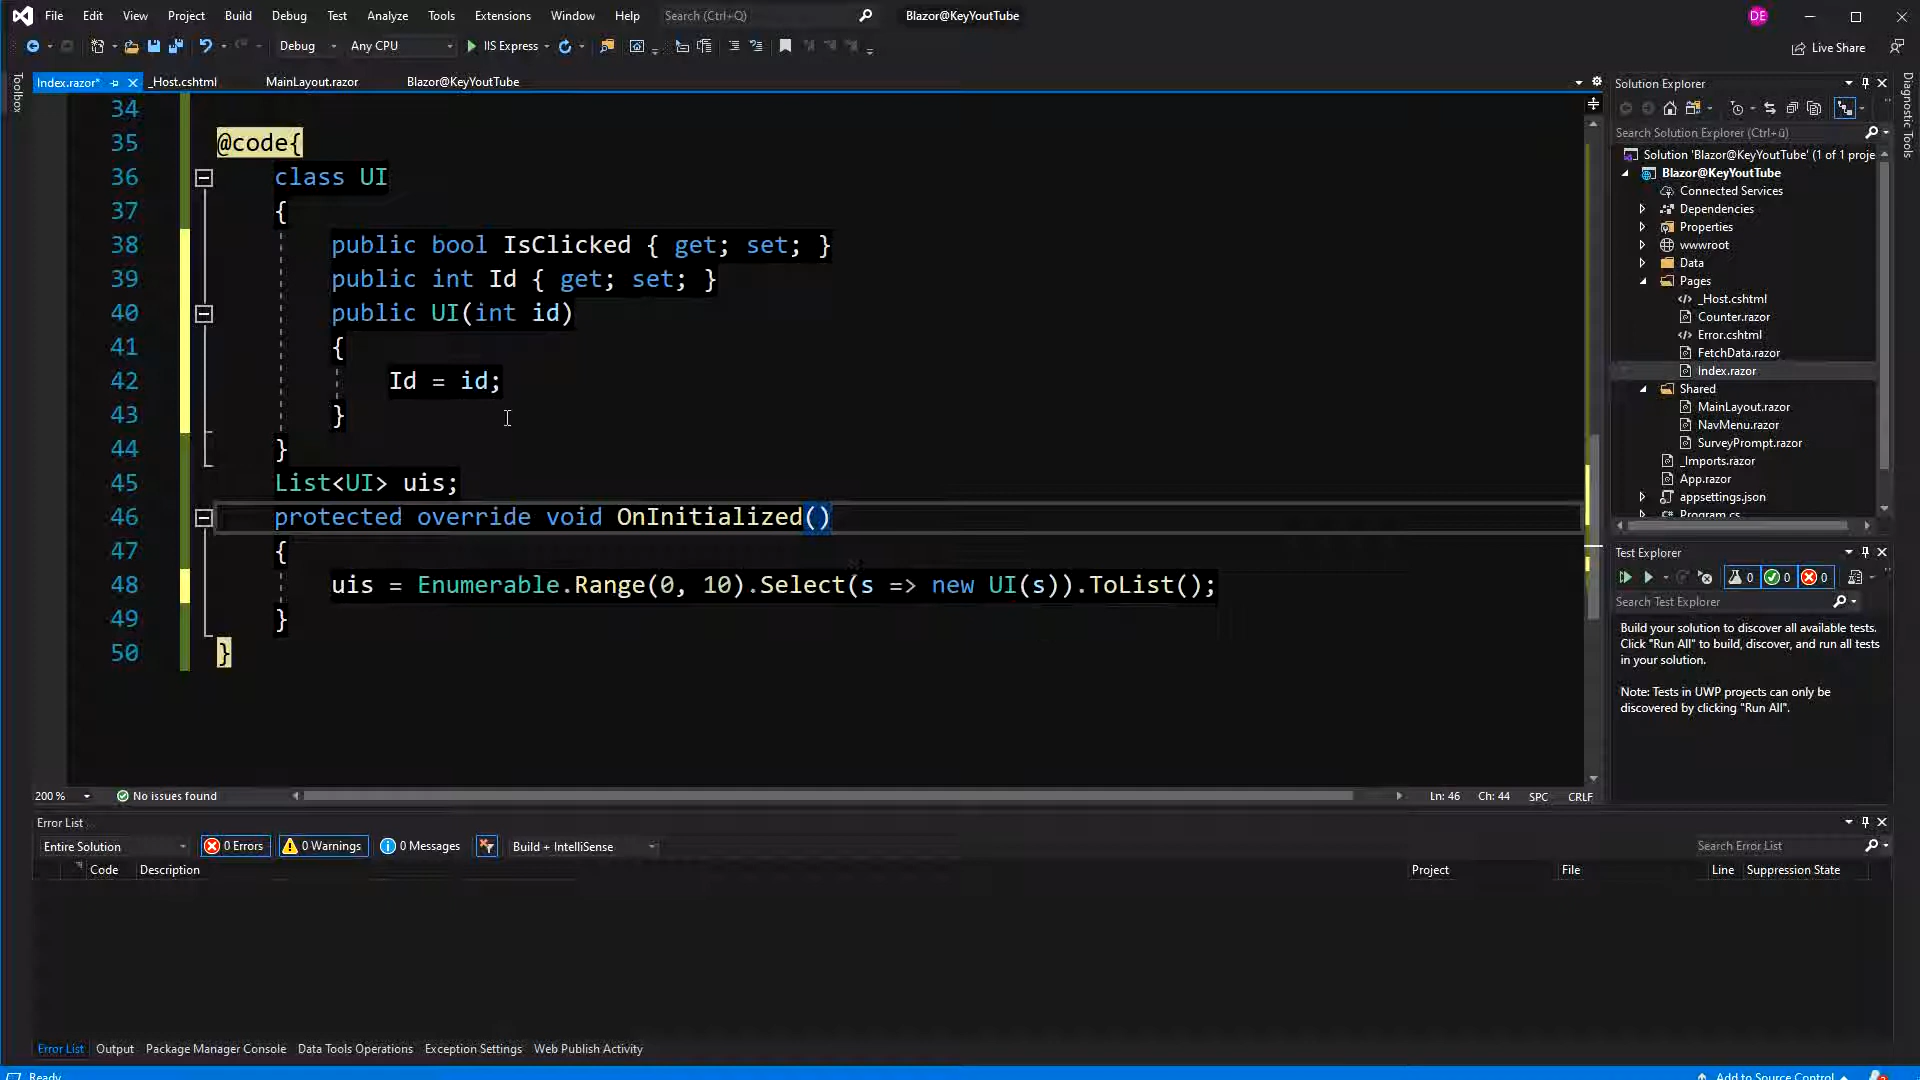 File Edit View Project Build Debug Test Analyze Tools Extensions Window Help Search (Ctrl+Q) Blazor@KeyYoutTube DE
Debug Any CPU IIS Express Live Share
Index.razor* _Host.cshtml MainLayout.razor Blazor@KeyYoutTube
Toolbox
34
35 @code{
36 class UI
37 {
38 public bool IsClicked { get; set; }
39 public int Id { get; set; }
40 public UI(int id)
41 {
42 Id = id;
43 }
44 }
45 List<UI> uis;
46 protected override void OnInitialized()
47 {
48 uis = Enumerable.Range(0, 10).Select(s => new UI(s)).ToList();
49 }
50 }
200 % No issues found Ln: 46 Ch: 44 SPC CRLF
Solution Explorer
Search Solution Explorer (Ctrl+ü)
Solution 'Blazor@KeyYoutTube' (1 of 1 proje
Blazor@KeyYoutTube
Connected Services
Dependencies
Properties
wwwroot
Data
Pages
_Host.cshtml
Counter.razor
Error.cshtml
FetchData.razor
Index.razor
Shared
MainLayout.razor
NavMenu.razor
SurveyPrompt.razor
_Imports.razor
App.razor
appsettings.json
Program.cs
Diagnostic Tools
Test Explorer
0 0 0
Search Test Explorer
Build your solution to discover all available tests.
Click "Run All" to build, discover, and run all tests
in your solution.
Note: Tests in UWP projects can only be
discovered by clicking "Run All".
Error List
Entire Solution 0 Errors 0 Warnings 0 Messages Build + IntelliSense Search Error List
Code Description Project File Line Suppression State
Error List Output Package Manager Console Data Tools Operations Exception Settings Web Publish Activity
Ready Add to Source Control